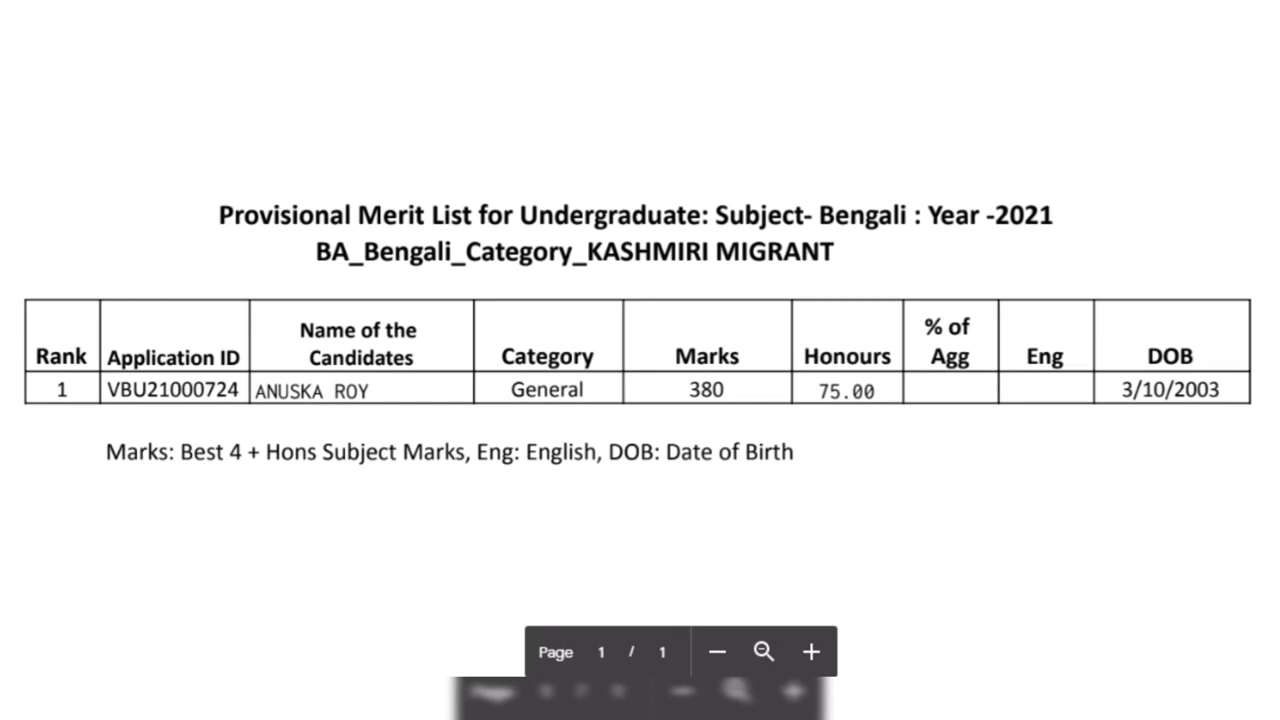 Provisional Merit List for Undergraduate: Subject- Bengali : Year -2021
BA_Bengali_Category_KASHMIRI MIGRANT
Rank Application ID Name of the Candidates Category Marks Honours % of Agg Eng DOB
1 VBU21000724 ANUSKA ROY General 380 75.00 3/10/2003
Marks: Best 4 + Hons Subject Marks, Eng: English, DOB: Date of Birth
Page 1 / 1